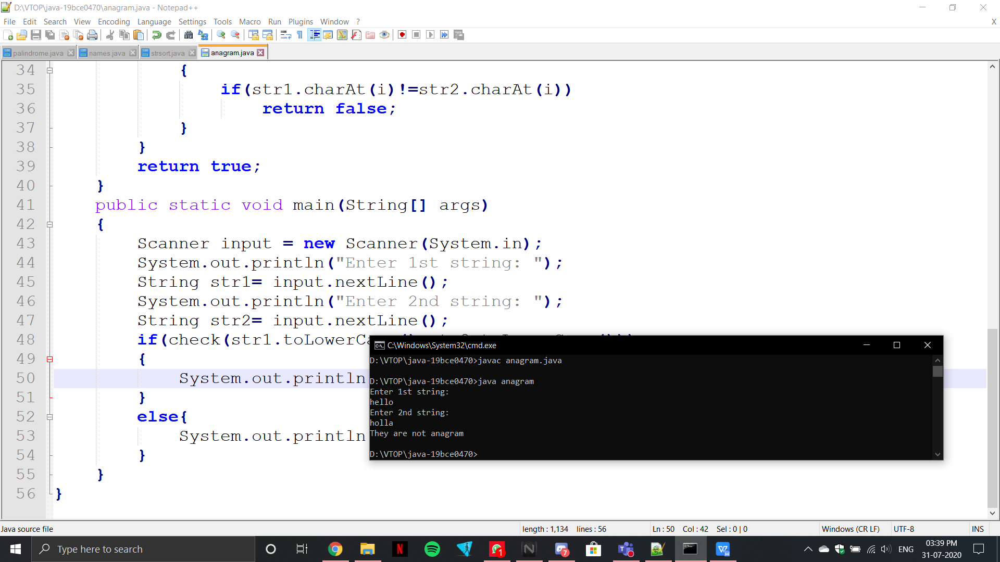 D:\VTOP\java-19bce0470\anagram.java - Notepad++
File Edit Search View Encoding Language Settings Tools Macro Run Plugins Window ? X
palindrome.java names.java strsort.java anagram.java
34 {
35 if(str1.charAt(i)!=str2.charAt(i))
36 return false;
37 }
38 }
39 return true;
40 }
41 public static void main(String[] args)
42 {
43 Scanner input = new Scanner(System.in);
44 System.out.println("Enter 1st string: ");
45 String str1= input.nextLine();
46 System.out.println("Enter 2nd string: ");
47 String str2= input.nextLine();
48 if(check(str1.toLowerCa
49 {
50 System.out.println
51 }
52 else{
53 System.out.println
54 }
55 }
56 }
C:\Windows\System32\cmd.exe
D:\VTOP\java-19bce0470>javac anagram.java
D:\VTOP\java-19bce0470>java anagram
Enter 1st string:
hello
Enter 2nd string:
holla
They are not anagram
D:\VTOP\java-19bce0470>
Java source file length : 1,134 lines : 56 Ln : 50 Col : 42 Sel : 0 | 0 Windows (CR LF) UTF-8 INS
Type here to search
1
7
ENG
03:39 PM
31-07-2020